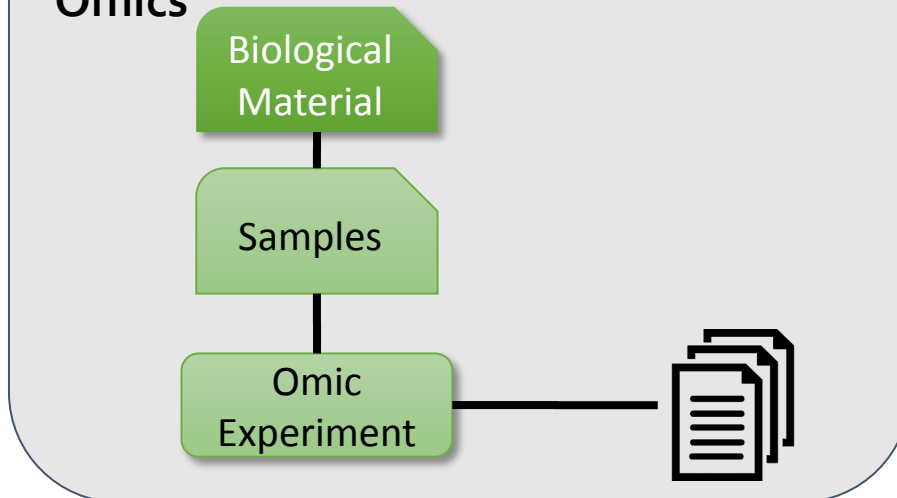 Omics
Biological
Material
Samples
Omic
Experiment